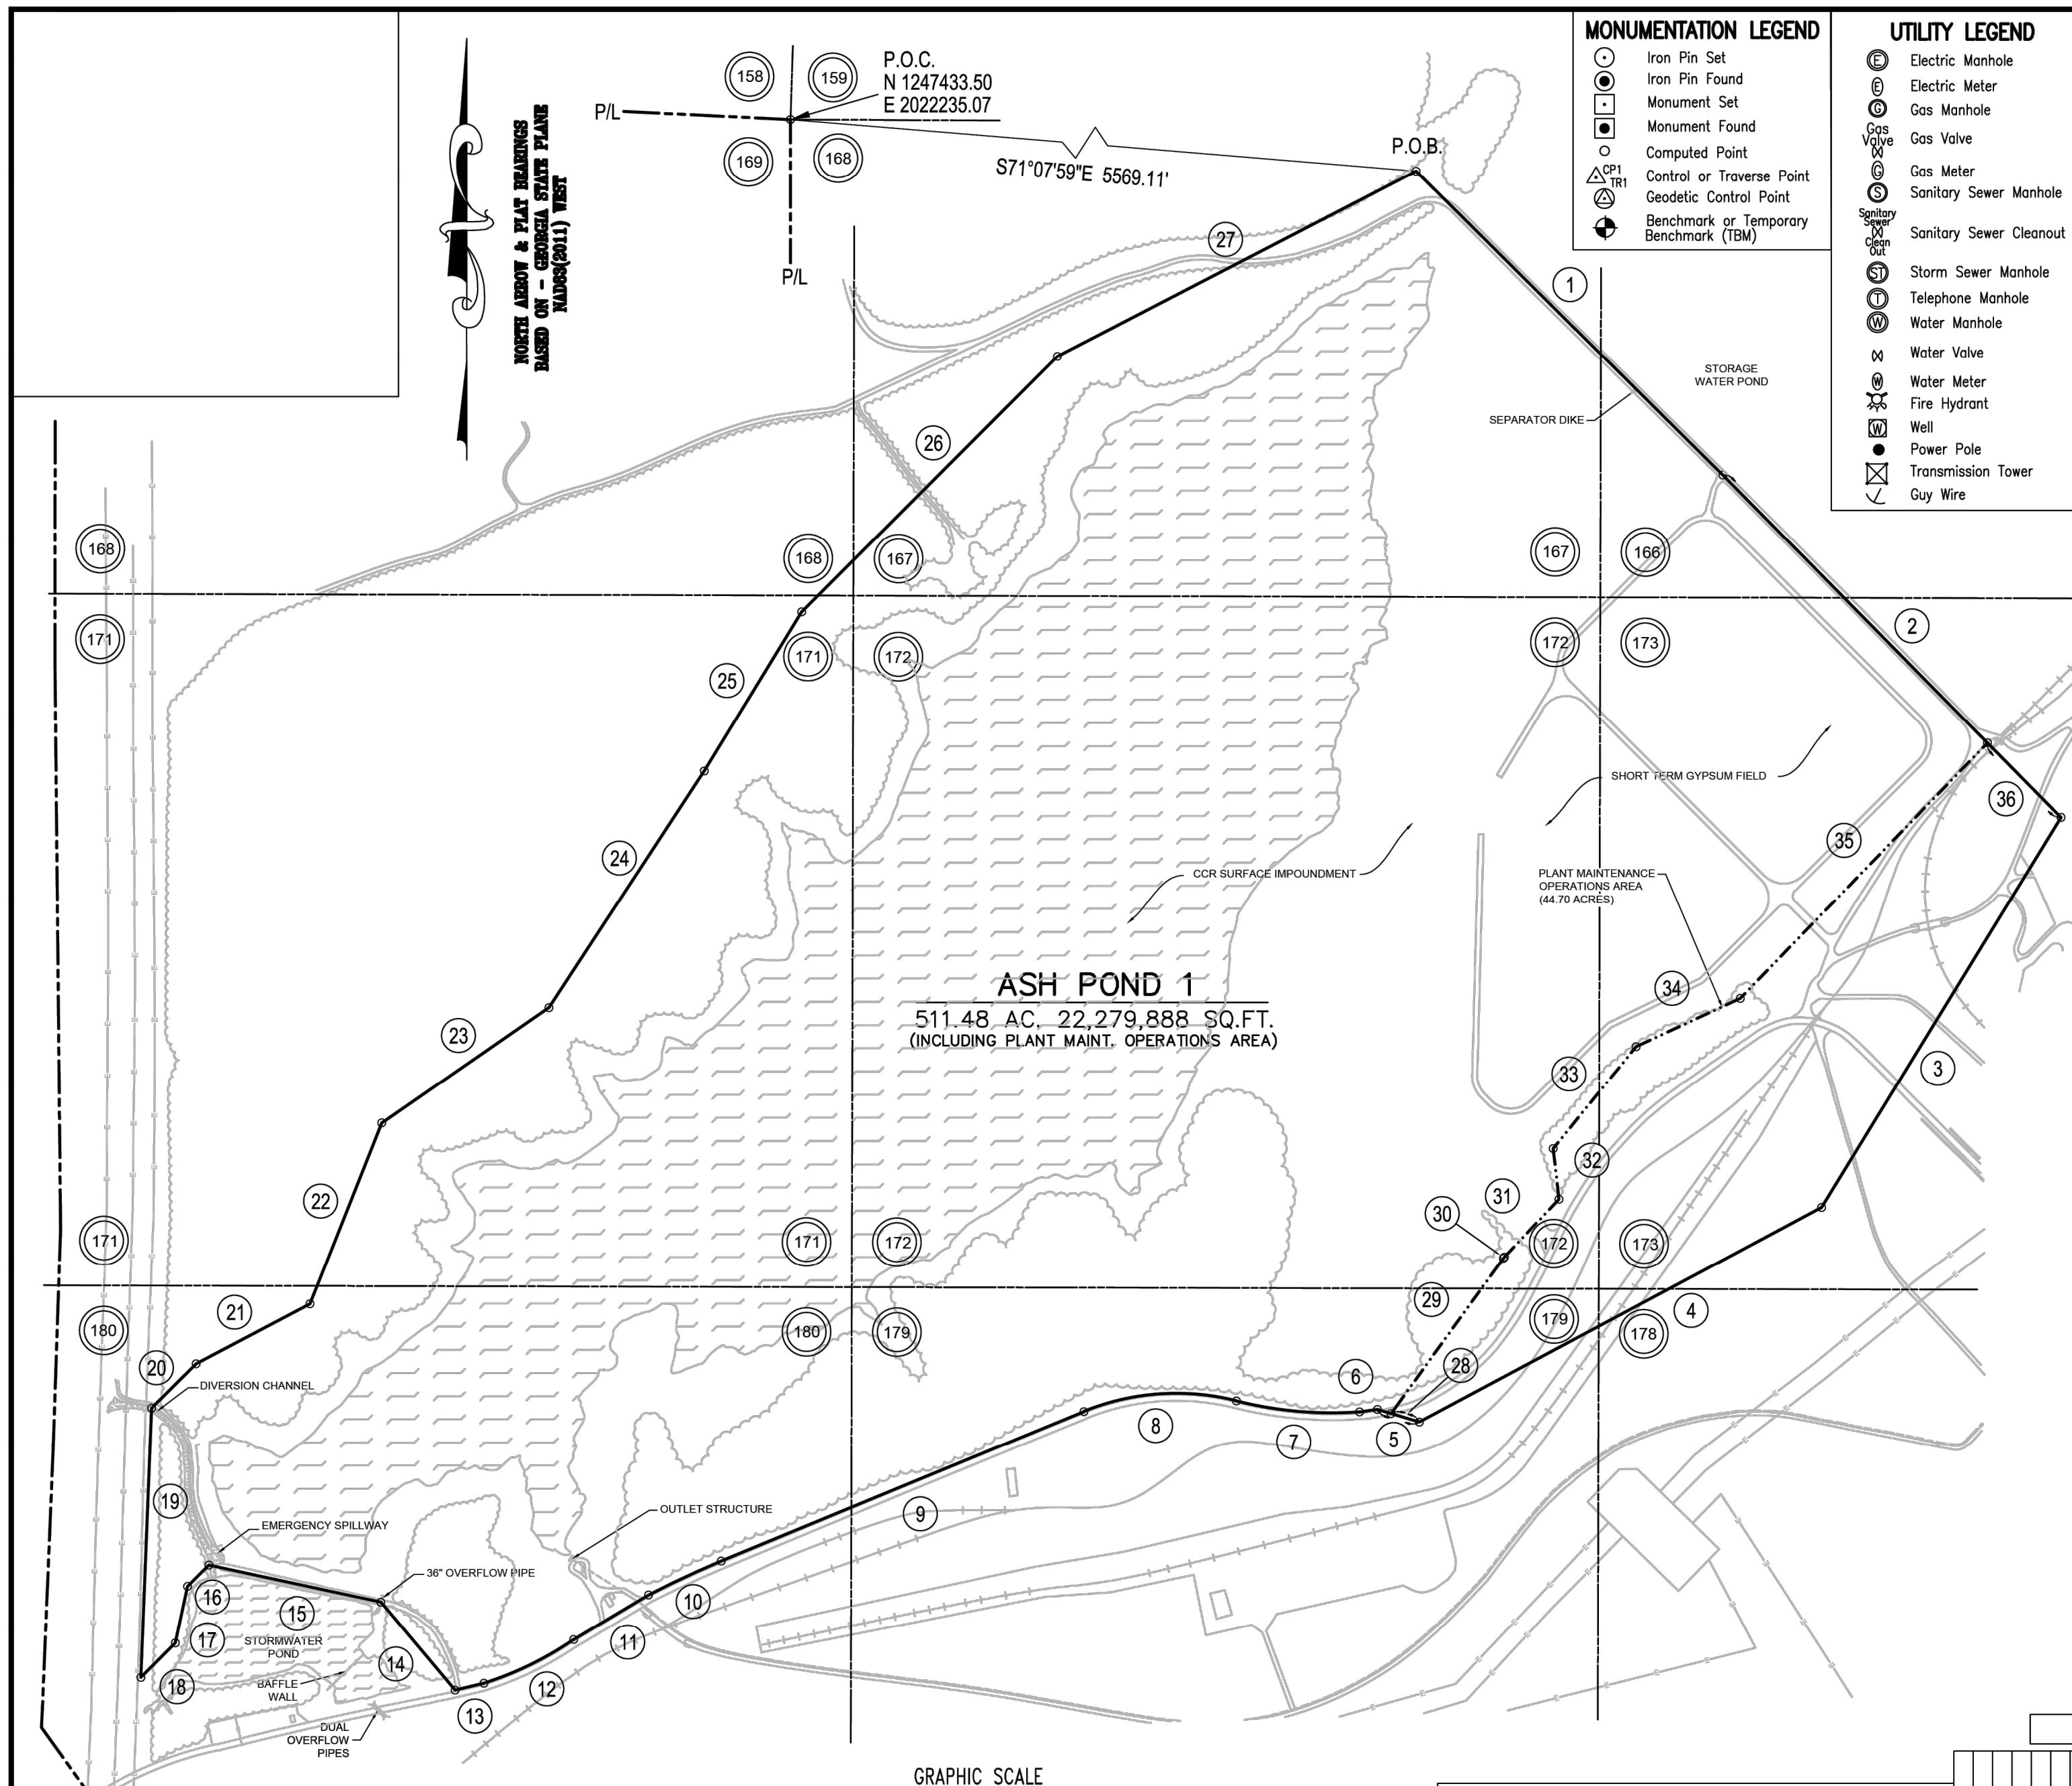 NORTH ARROW & PLAT BEARINGS
BASED ON - GEORGIA STATE PLANE
NAD83(2011) WEST
158
159
169
168
P/L
P/L
P.O.C.
N 1247433.50
E 2022235.07
S71°07'59"E 5569.11'
P.O.B.
MONUMENTATION LEGEND
Iron Pin Set
Iron Pin Found
Monument Set
Monument Found
Computed Point
CP1
TR1
Control or Traverse Point
Geodetic Control Point
Benchmark or Temporary
Benchmark (TBM)
UTILITY LEGEND
E Electric Manhole
E Electric Meter
G Gas Manhole
Gas
Valve
Gas Valve
G Gas Meter
S Sanitary Sewer Manhole
Sanitary
Sewer
Clean
Out
Sanitary Sewer Cleanout
ST Storm Sewer Manhole
T Telephone Manhole
W Water Manhole
Water Valve
W Water Meter
Fire Hydrant
W Well
Power Pole
Transmission Tower
Guy Wire
27
1
STORAGE
WATER POND
SEPARATOR DIKE
26
168
168
167
167
166
2
171
171
172
172
173
25
SHORT TERM GYPSUM FIELD
36
35
24
CCR SURFACE IMPOUNDMENT
PLANT MAINTENANCE
OPERATIONS AREA
(44.70 ACRES)
ASH POND 1
511.48 AC. 22,279,888 SQ.FT.
(INCLUDING PLANT MAINT. OPERATIONS AREA)
34
23
33
3
32
22
31
30
171
171
172
172
173
29
21
4
180
180
179
179
178
20
28
6
DIVERSION CHANNEL
8
7
5
19
9
OUTLET STRUCTURE
EMERGENCY SPILLWAY
36" OVERFLOW PIPE
16
15
10
17
STORMWATER
POND
11
14
18
BAFFLE
WALL
12
13
DUAL
OVERFLOW
PIPES
GRAPHIC SCALE